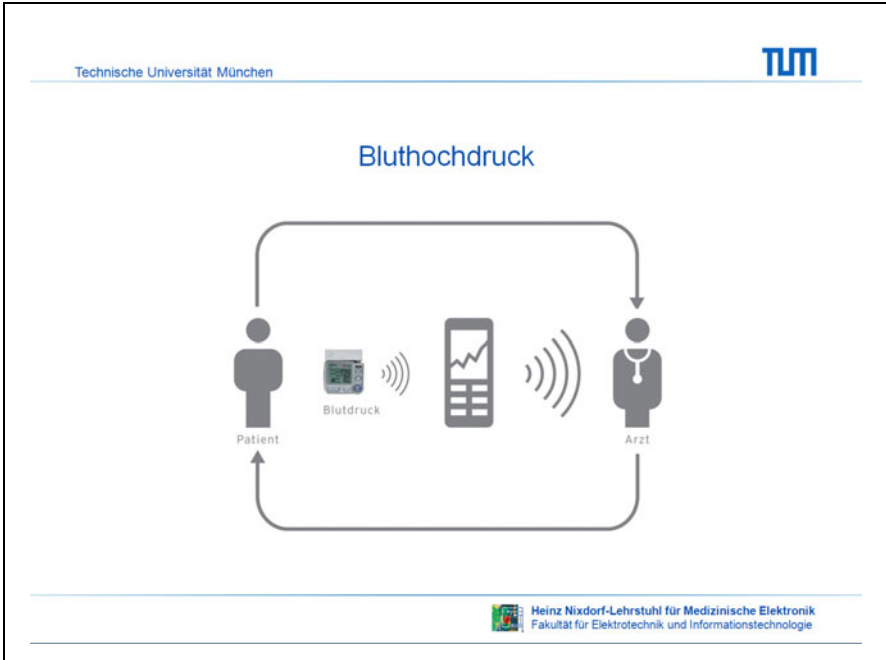 Technische Universität München
TUM
Bluthochdruck
Blutdruck
Patient
Arzt
Heinz Nixdorf-Lehrstuhl für Medizinische Elektronik
Fakultät für Elektrotechnik und Informationstechnologie